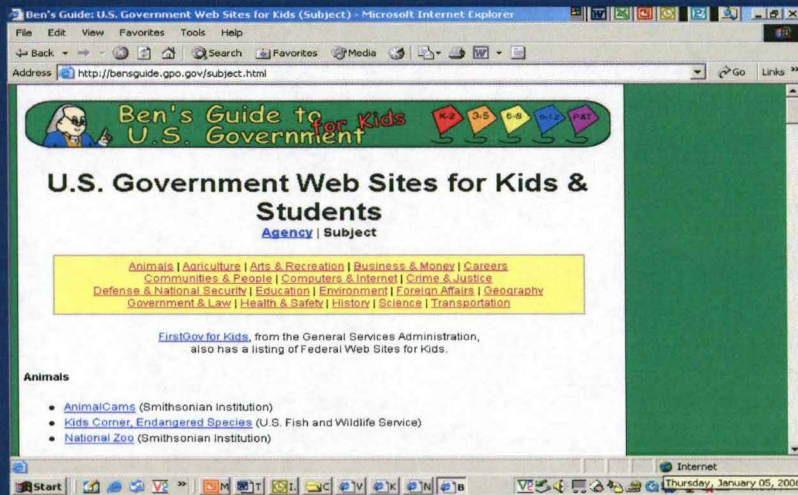 Ben's Guide: U.S. Government Web Sites for Kids (Subject) - Microsoft Internet Explorer
File Edit View Favorites Tools Help
Back Search Favorites Media
Address http://bensguide.gpo.gov/subject.html Go Links »
Ben's Guide to
U.S. Government
for Kids
K-2 3-5 6-8 9-12 P&T
U.S. Government Web Sites for Kids &
Students
Agency | Subject
Animals | Agriculture | Arts & Recreation | Business & Money | Careers
Communities & People | Computers & Internet | Crime & Justice
Defense & National Security | Education | Environment | Foreign Affairs | Geography
Government & Law | Health & Safety | History | Science | Transportation
FirstGov for Kids, from the General Services Administration,
also has a listing of Federal Web Sites for Kids.
Animals
• AnimalCams (Smithsonian Institution)
• Kids Corner, Endangered Species (U.S. Fish and Wildlife Service)
• National Zoo (Smithsonian Institution)
Internet
Start » M T I. C V K N B Thursday, January 05, 2006